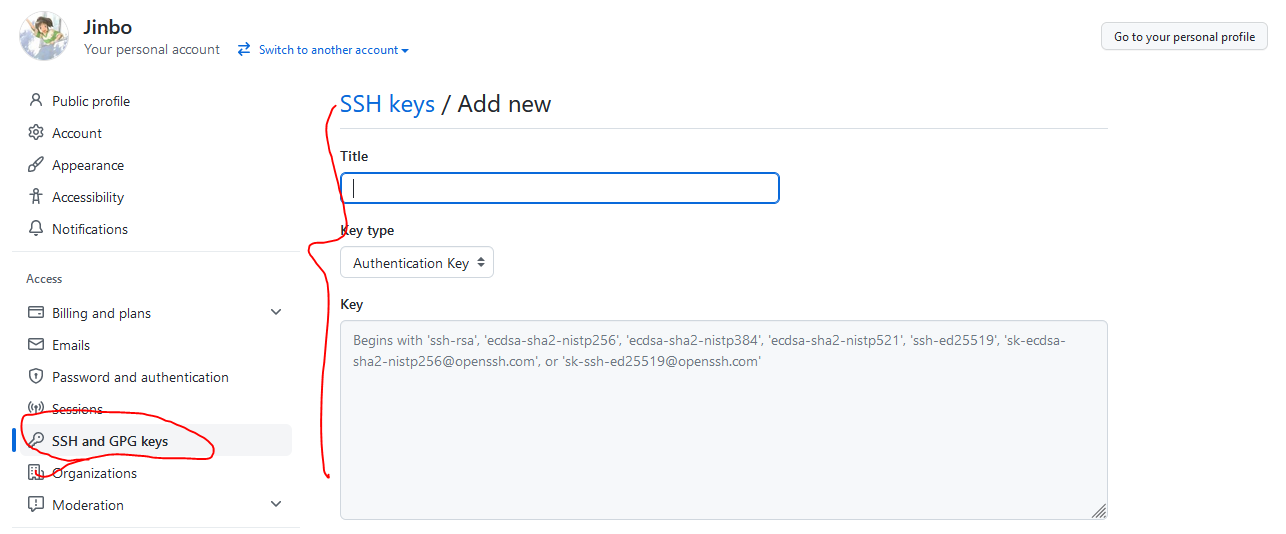 Jinbo
Your personal account
Switch to another account
Go to your personal profile
Public profile
Account
Appearance
Accessibility
Notifications
Access
Billing and plans
Emails
Password and authentication
Sessions
SSH and GPG keys
Organizations
Moderation
SSH keys / Add new
Title
Key type
Authentication Key
Key
Begins with 'ssh-rsa', 'ecdsa-sha2-nistp256', 'ecdsa-sha2-nistp384', 'ecdsa-sha2-nistp521', 'ssh-ed25519', 'sk-ecdsa-
sha2-nistp256@openssh.com', or 'sk-ssh-ed25519@openssh.com'